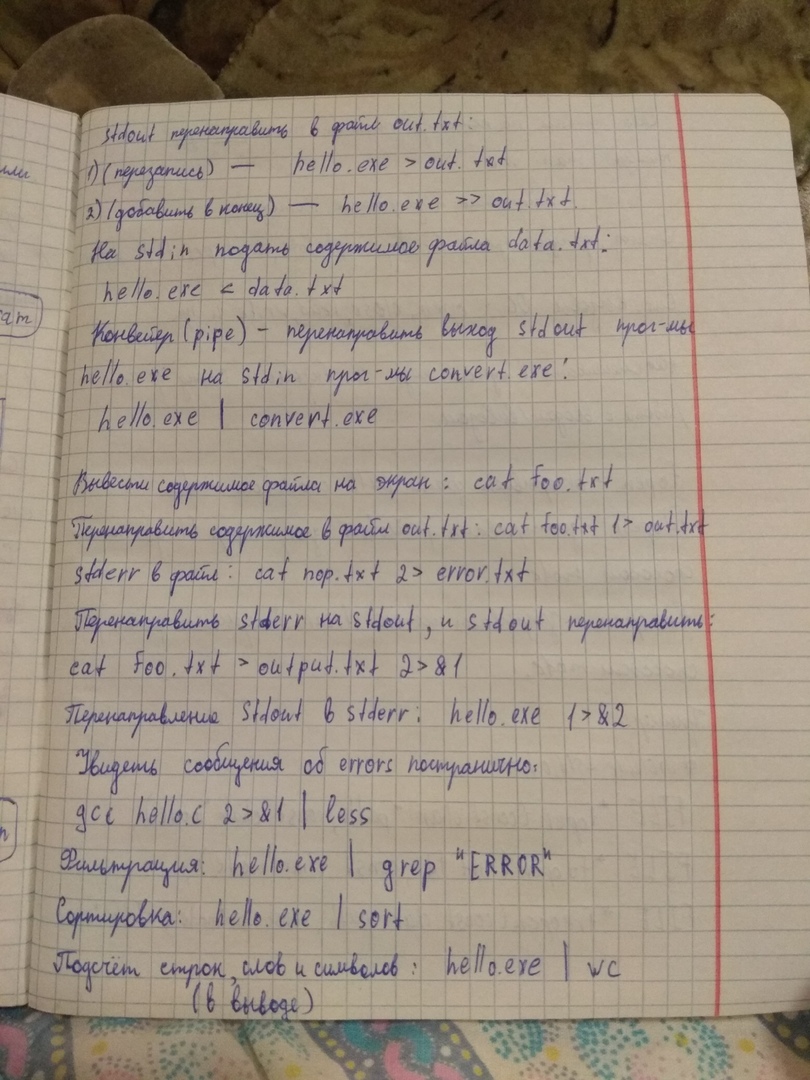 stdout перенаправить в файл out.txt:
1) (перезапись) — hello.exe > out.txt
2) (добавить в конец) — hello.exe >> out.txt.
На stdin подать содержимое файла data.txt:
hello.exe < data.txt
Конвейер (pipe) - перенаправить выход stdout прог-мы
hello.exe на stdin прог-мы convert.exe:
hello.exe | convert.exe
Вывести содержимое файла на экран: cat foo.txt
Перенаправить содержимое в файл out.txt: cat foo.txt 1> out.txt
stderr в файл: cat nop.txt 2> error.txt
Перенаправить stderr на stdout, и stdout перенаправить:
cat foo.txt > output.txt 2>&1
Перенаправление stdout в stderr: hello.exe 1>&2
Увидеть сообщения об errors постранично:
gcc hello.c 2>&1 | less
Фильтрация: hello.exe | grep "ERROR"
Сортировка: hello.exe | sort
Подсчёт строк, слов и символов: hello.exe | wc
(в выводе)